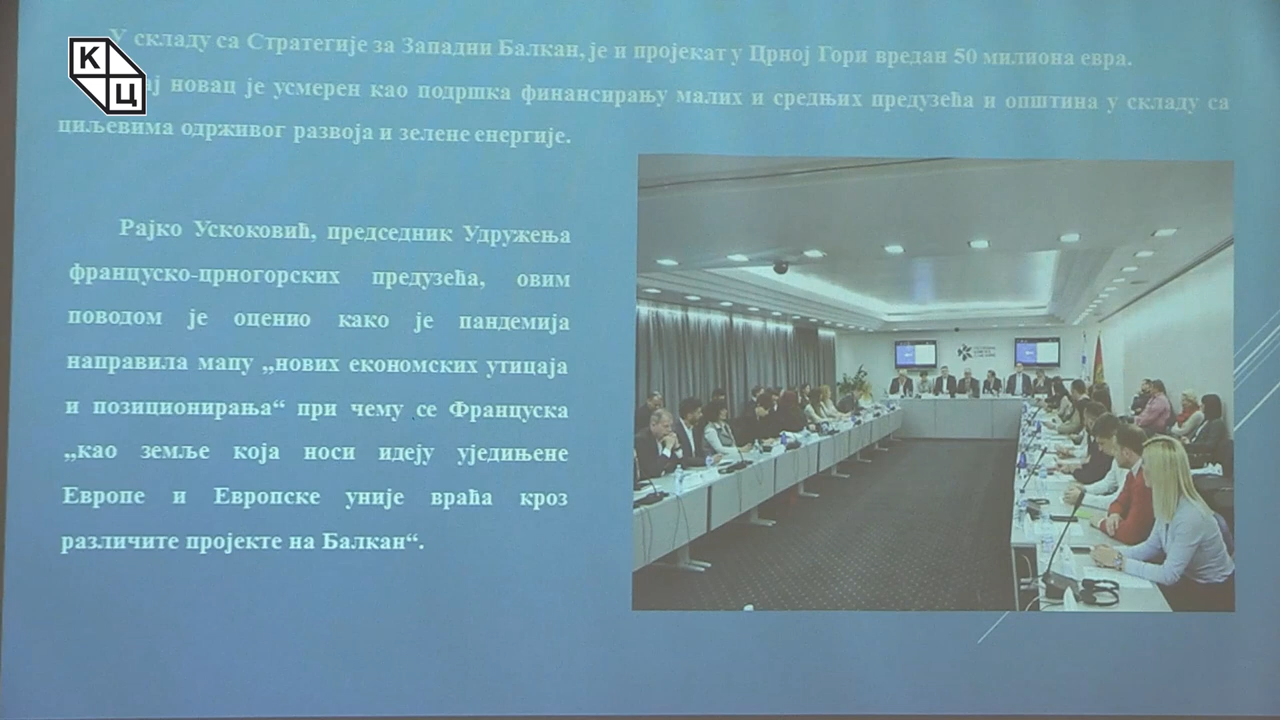 К
Ц
У складу са Стратегије за Западни Балкан, је и пројекат у Црној Гори вредан 50 милиона евра.
новац је усмерен као подршка финансирању малих и средњих предузећа и општина у складу са
циљевима одрживог развоја и зелене енергије.
Рајко Ускоковић, председник Удружења
француско-црногорских предузећа, овим
поводом је оценио како је пандемија
направила мапу „нових економских утицаја
и позиционирања“ при чему се Француска
„као земље која носи идеју уједињене
Европе и Европске уније враћа кроз
различите пројекте на Балкан“.